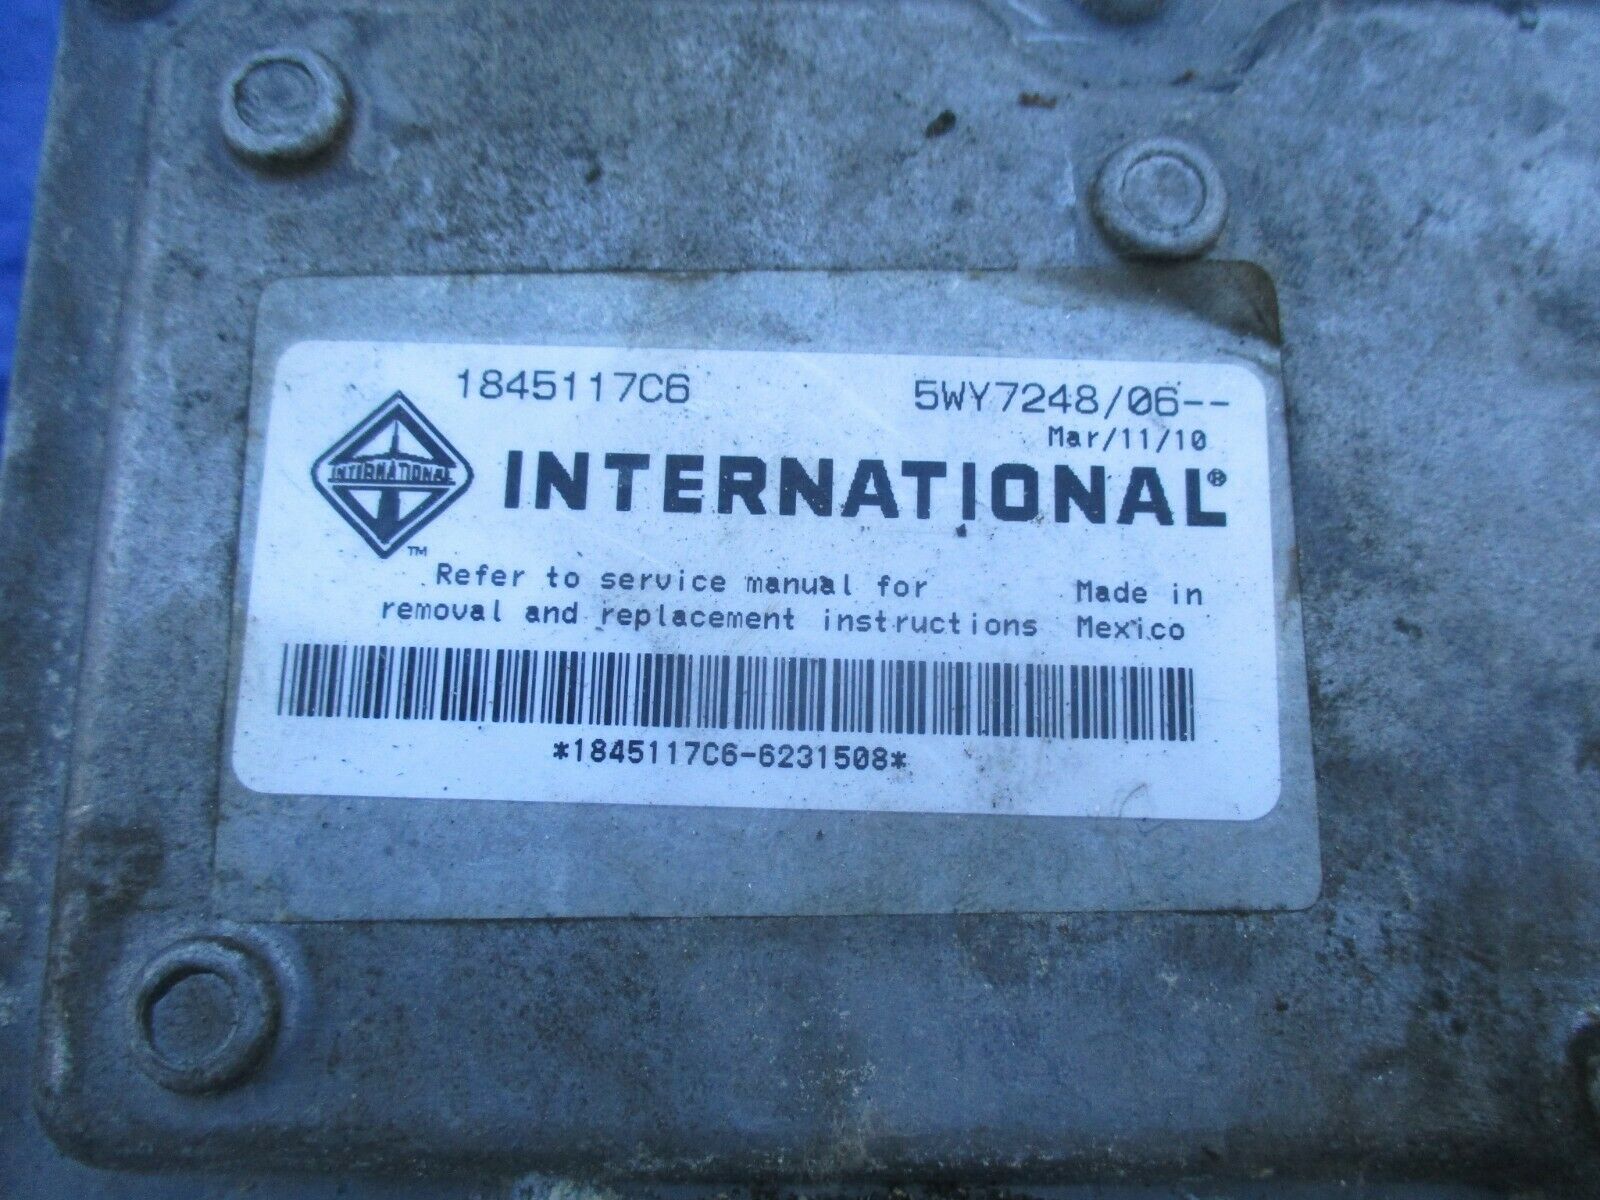 1845117C6 5WY7248/06--
Mar/11/10
INTERNATIONAL
INTERNATIONAL®
TM
Refer to service manual for Made in
removal and replacement instructions Mexico
*1845117C6-6231508*